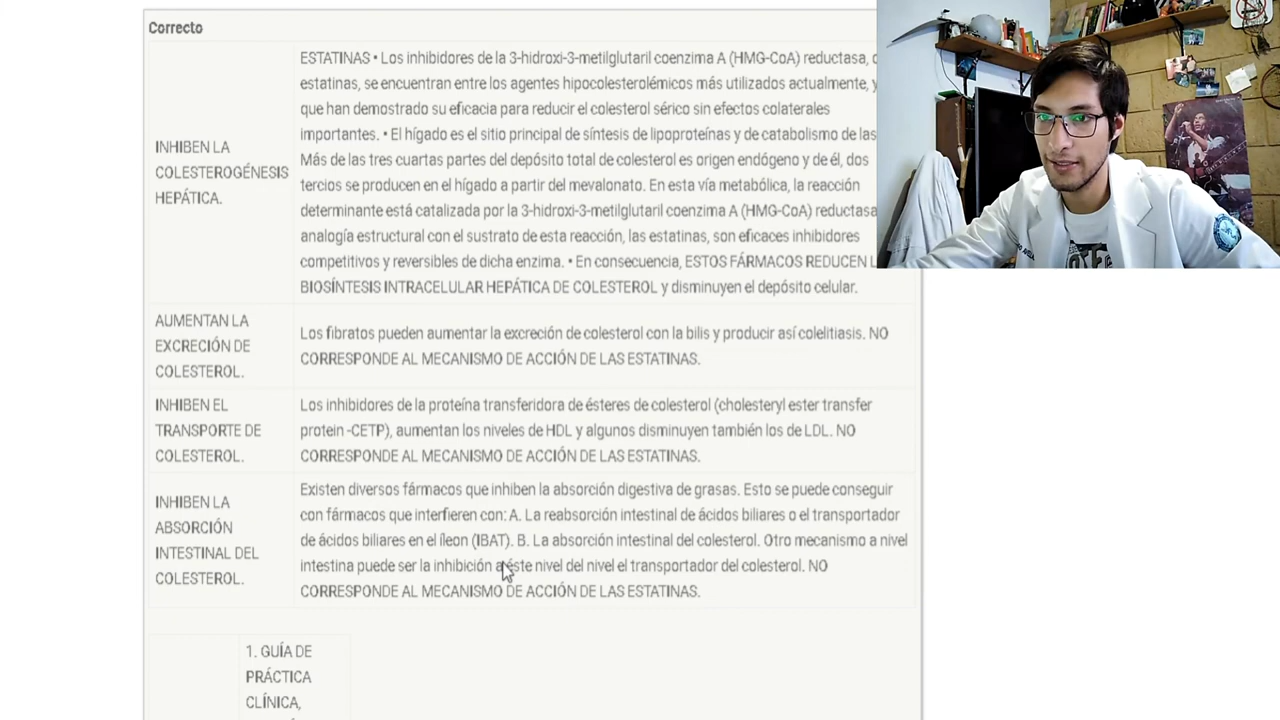 Correcto
INHIBEN LA
COLESTEROGÉNESIS
HEPÁTICA.
ESTATINAS • Los inhibidores de la 3-hidroxi-3-metilglutaril coenzima A (HMG-CoA) reductasa,
estatinas, se encuentran entre los agentes hipocolesterolémicos más utilizados actualmente, y
que han demostrado su eficacia para reducir el colesterol sérico sin efectos colaterales
importantes. • El hígado es el sitio principal de síntesis de lipoproteínas y de catabolismo de las
Más de las tres cuartas partes del depósito total de colesterol es origen endógeno y de él, dos
tercios se producen en el hígado a partir del mevalonato. En esta vía metabólica, la reacción
determinante está catalizada por la 3-hidroxi-3-metilglutaril coenzima A (HMG-CoA) reductasa
analogía estructural con el sustrato de esta reacción, las estatinas, son eficaces inhibidores
competitivos y reversibles de dicha enzima. • En consecuencia, ESTOS FÁRMACOS REDUCEN
BIOSÍNTESIS INTRACELULAR HEPÁTICA DE COLESTEROL y disminuyen el depósito celular.
AUMENTAN LA
EXCRECIÓN DE
COLESTEROL.
Los fibratos pueden aumentar la excreción de colesterol con la bilis y producir así colelitiasis. NO
CORRESPONDE AL MECANISMO DE ACCIÓN DE LAS ESTATINAS.
INHIBEN EL
TRANSPORTE DE
COLESTEROL.
Los inhibidores de la proteína transferidora de ésteres de colesterol (cholesteryl ester transfer
protein -CETP), aumentan los niveles de HDL y algunos disminuyen también los de LDL. NO
CORRESPONDE AL MECANISMO DE ACCIÓN DE LAS ESTATINAS.
INHIBEN LA
ABSORCIÓN
INTESTINAL DEL
COLESTEROL.
Existen diversos fármacos que inhiben la absorción digestiva de grasas. Esto se puede conseguir
con fármacos que interfieren con: A. La reabsorción intestinal de ácidos biliares o el transportador
de ácidos biliares en el íleon (IBAT). B. La absorción intestinal del colesterol. Otro mecanismo a nivel
intestina puede ser la inhibición a éste nivel del nivel el transportador del colesterol. NO
CORRESPONDE AL MECANISMO DE ACCIÓN DE LAS ESTATINAS.
1. GUÍA DE
PRÁCTICA
CLÍNICA,